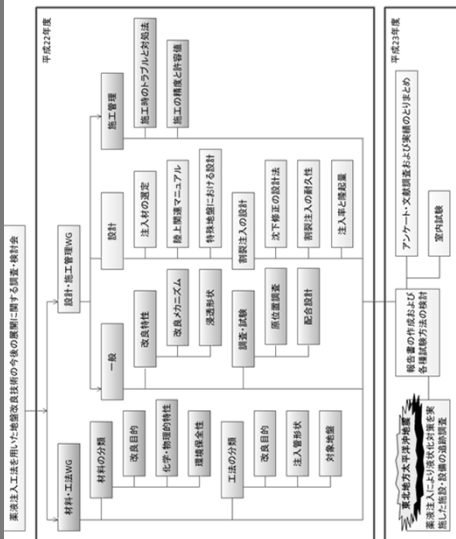 薬液注入工法を用いた地盤改良技術の今後の展開に関する調査・検討会
平成22年度
材料・工法WG
材料の分類
改良目的
化学・物理的特性
環境保全性
工法の分類
改良目的
注入管形状
対象地盤
設計・施工管理WG
一般
改良特性
改良メカニズム
浸透形状
調査・試験
原位置調査
配合設計
設計
注入材の選定
陸上関連マニュアル
特殊地盤における設計
割裂注入の設計
沈下修正の設計法
割裂注入の耐久性
注入率と隆起量
施工管理
施工時のトラブルと対処法
施工の精度と許容値
平成23年度
東北地方太平洋沖地震
薬液注入により液状化対策を実
施した施設・設備の追跡調査
報告書の作成および
各種試験方法の検討
アンケート・文献調査および実績のとりまとめ
室内試験